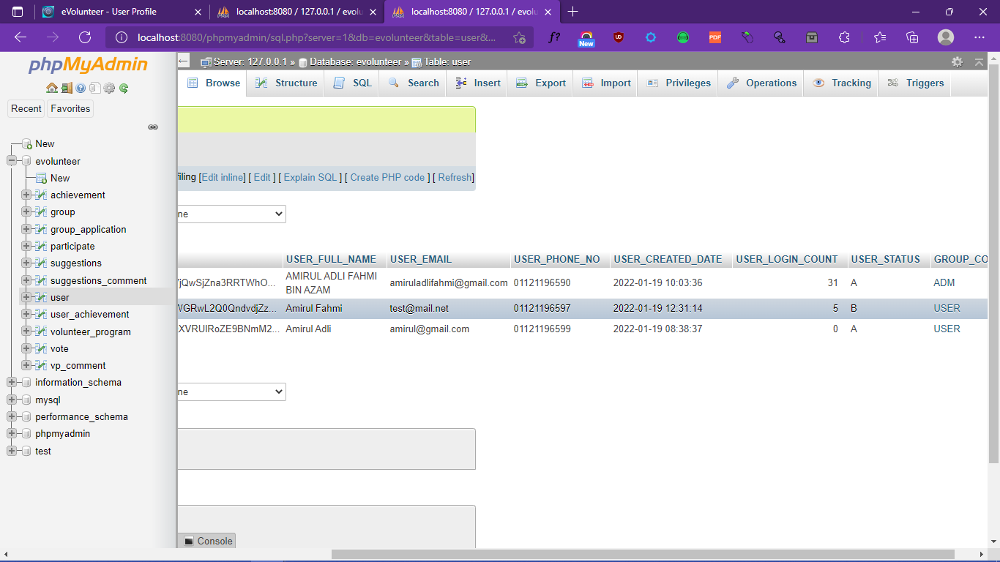 eVolunteer - User Profile
localhost:8080 / 127.0.0.1 / evolu
localhost:8080 / 127.0.0.1 / evolu
localhost:8080/phpmyadmin/sql.php?server=1&db=evolunteer&table=user&...
f?
New
UD
PDF
phpMyAdmin
Recent
Favorites
New
evolunteer
New
achievement
group
group_application
participate
suggestions
suggestions_comment
user
user_achievement
volunteer_program
vote
vp_comment
information_schema
mysql
performance_schema
phpmyadmin
test
Server: 127.0.0.1 » Database: evolunteer » Table: user
Browse Structure SQL Search Insert Export Import Privileges Operations Tracking Triggers
filing [Edit inline] [ Edit ] [ Explain SQL ] [ Create PHP code ] [ Refresh]
ne
USER_FULL_NAME USER_EMAIL USER_PHONE_NO USER_CREATED_DATE USER_LOGIN_COUNT USER_STATUS GROUP_CO
AMIRUL ADLI FAHMI
jQwSjZna3RRTWhO... BIN AZAM amiruladlifahmi@gmail.com 01121196590 2022-01-19 10:03:36 31 A ADM
WGRwL2Q0QndvdjZz... Amirul Fahmi test@mail.net 01121196597 2022-01-19 12:31:14 5 B USER
XVRUlRoZE9BNmM2... Amirul Adli amirul@gmail.com 01121196599 2022-01-19 08:38:37 0 A USER
ne
Console